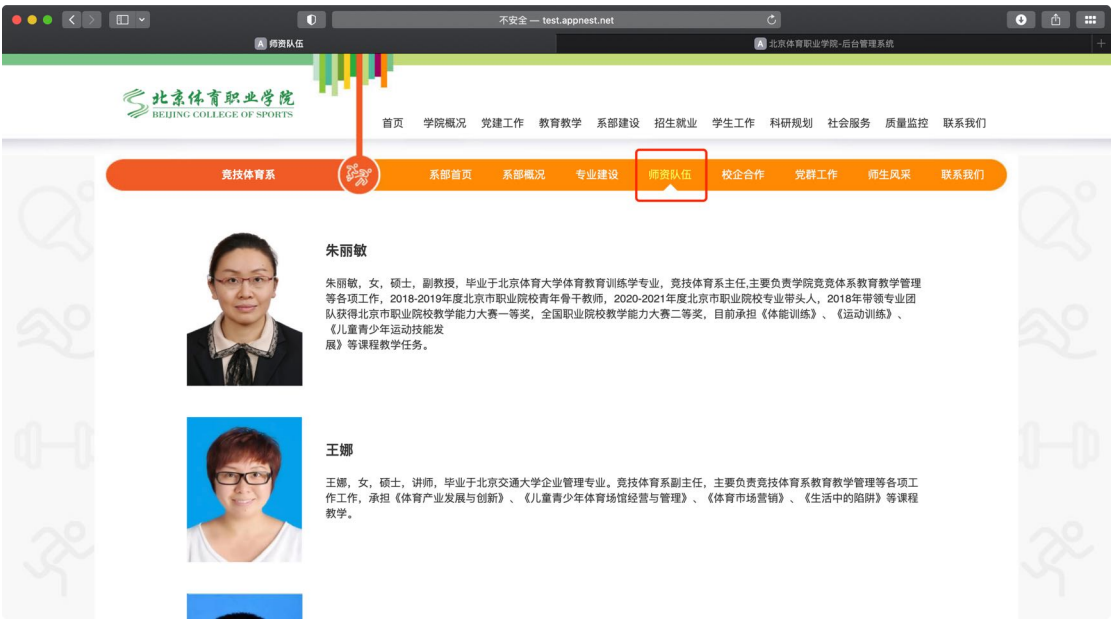 不安全 — test.appnest.net
A 师资队伍
A 北京体育职业学院-后台管理系统
北京体育职业学院
BEIJING COLLEGE OF SPORTS
首页 学院概况 党建工作 教育教学 系部建设 招生就业 学生工作 科研规划 社会服务 质量监控 联系我们
竞技体育系 系部首页 系部概况 专业建设 师资队伍 校企合作 党群工作 师生风采 联系我们
朱丽敏
朱丽敏，女，硕士，副教授，毕业于北京体育大学体育教育训练学专业，竞技体育系主任,主要负责学院竞竞体系教育教学管理
等各项工作，2018-2019年度北京市职业院校青年骨干教师，2020-2021年度北京市职业院校专业带头人，2018年带领专业团
队获得北京市职业院校教学能力大赛一等奖，全国职业院校教学能力大赛二等奖，目前承担《体能训练》、《运动训练》、
《儿童青少年运动技能发
展》等课程教学任务。
王娜
王娜，女，硕士，讲师，毕业于北京交通大学企业管理专业。竞技体育系副主任，主要负责竞技体育系教育教学管理等各项工
作工作，承担《体育产业发展与创新》、《儿童青少年体育场馆经营与管理》、《体育市场营销》、《生活中的陷阱》等课程
教学。